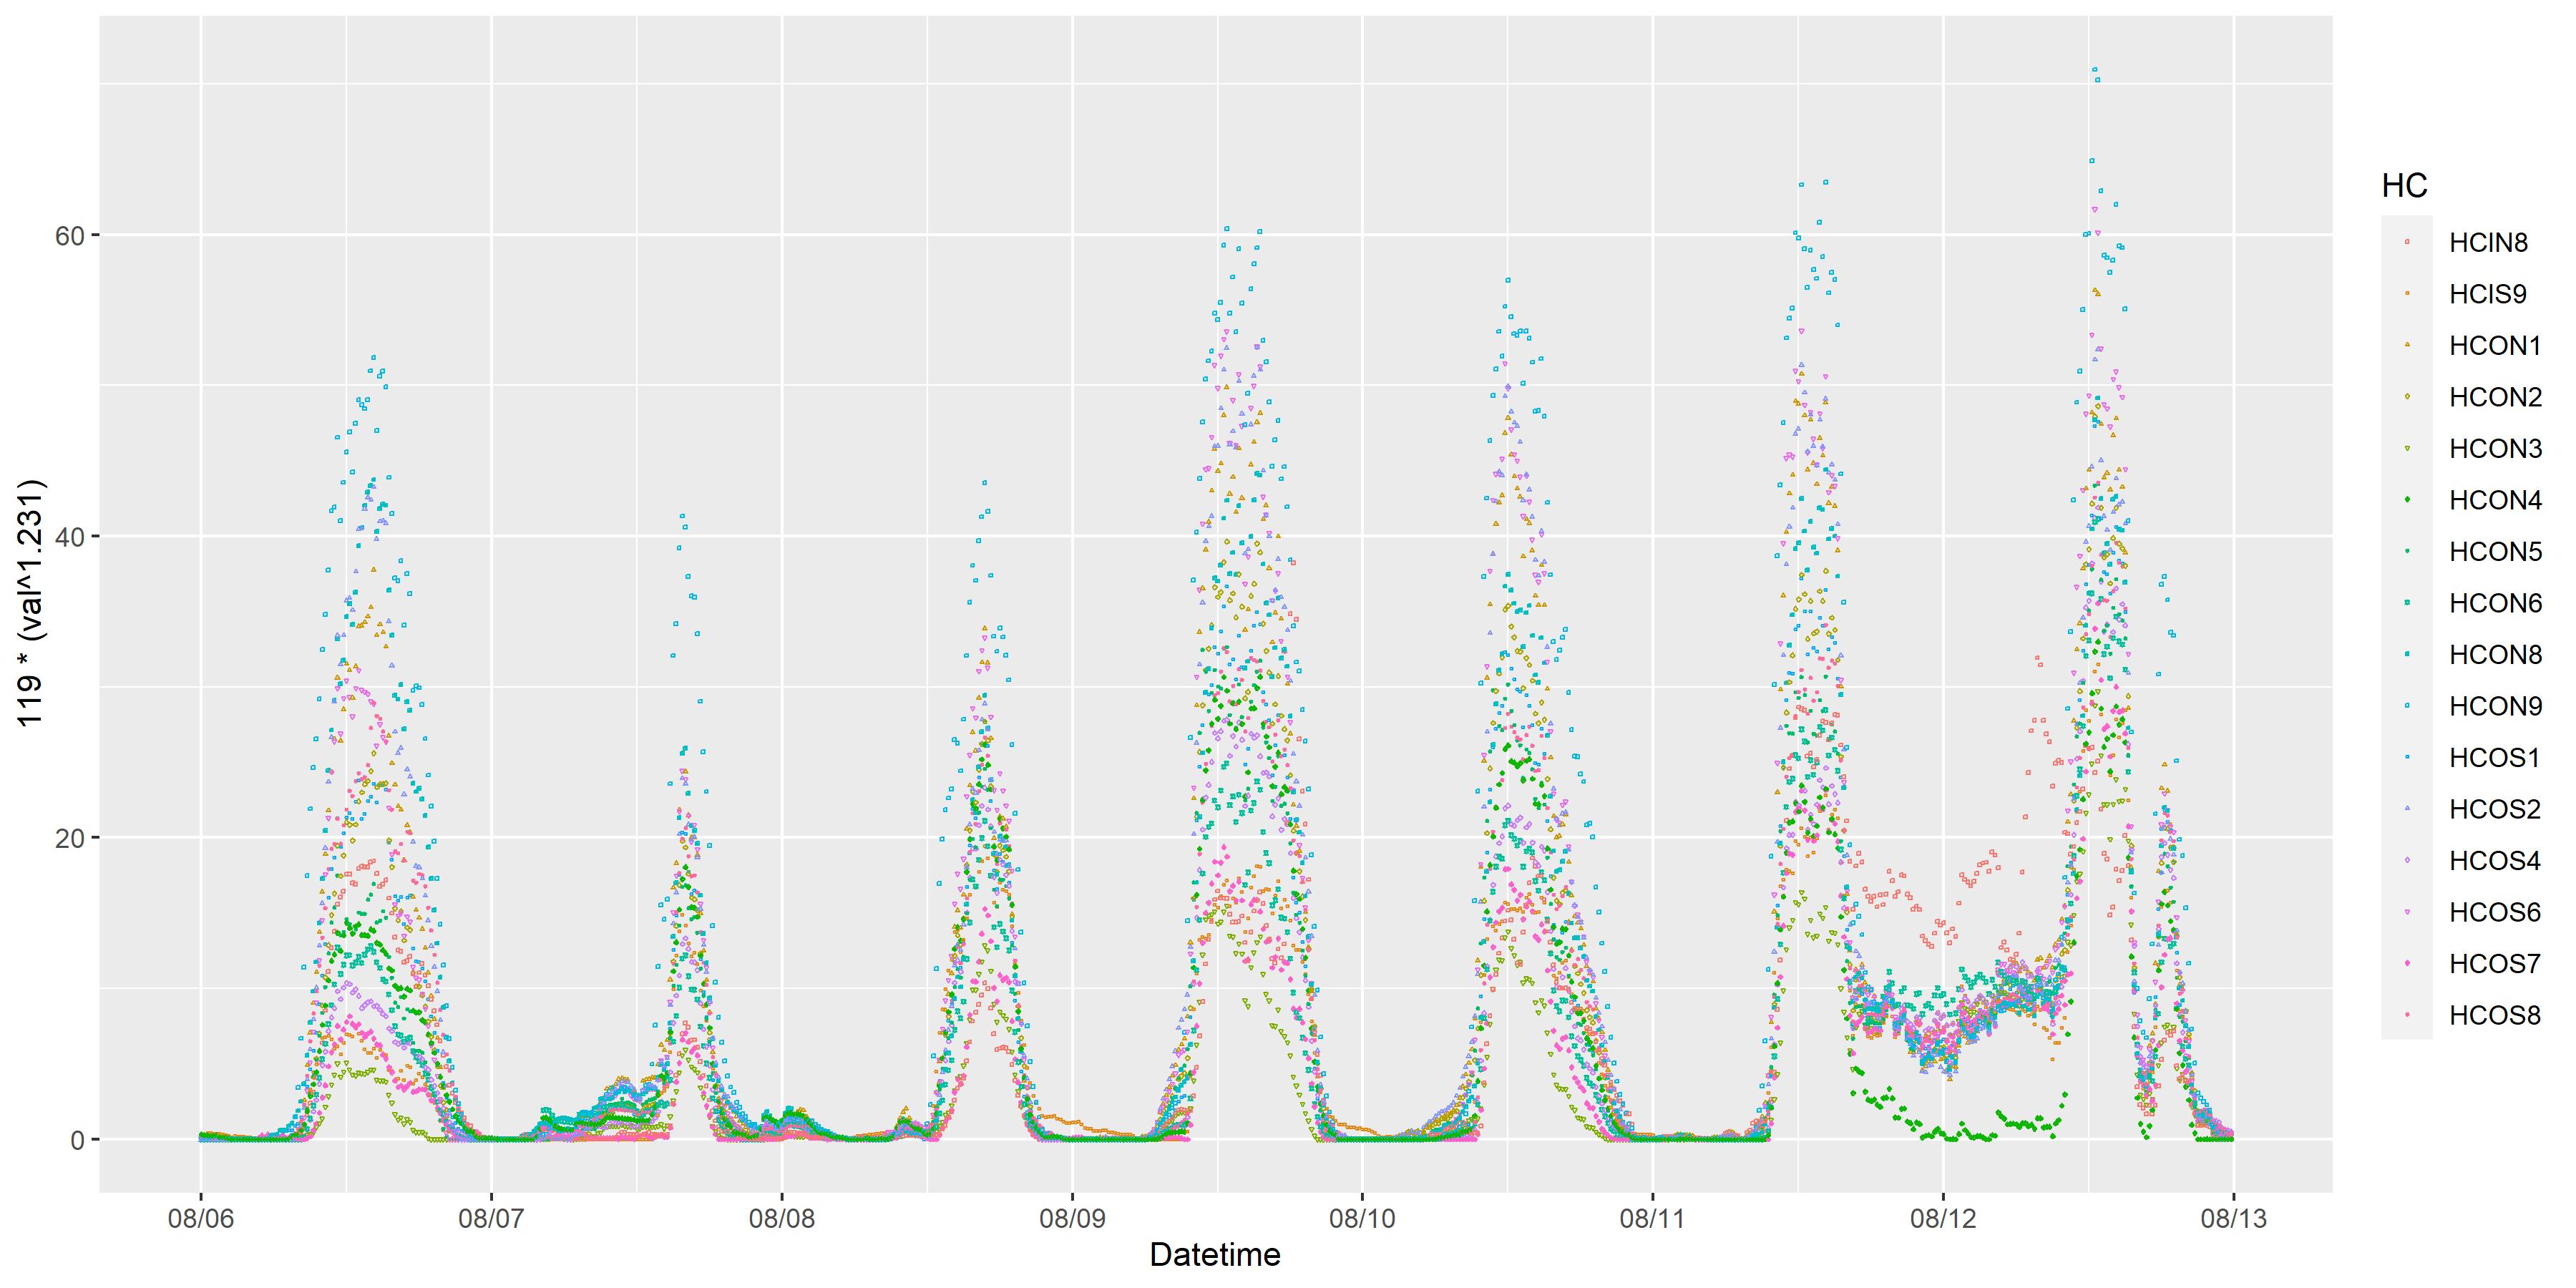 60
40
20
0
119 * (val^1.231)
08/06
08/07
08/08
08/09
08/10
08/11
08/12
08/13
Datetime
HC
HCIN8
HCIS9
HCON1
HCON2
HCON3
HCON4
HCON5
HCON6
HCON8
HCON9
HCOS1
HCOS2
HCOS4
HCOS6
HCOS7
HCOS8